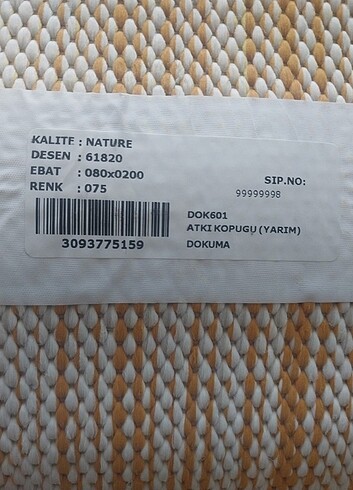 KALITE : NATURE
DESEN : 61820
EBAT : 080x0200
RENK : 075
SIP.NO:
99999998
3093775159
DOK601
ATKI KOPUGU (YARIM)
DOKUMA